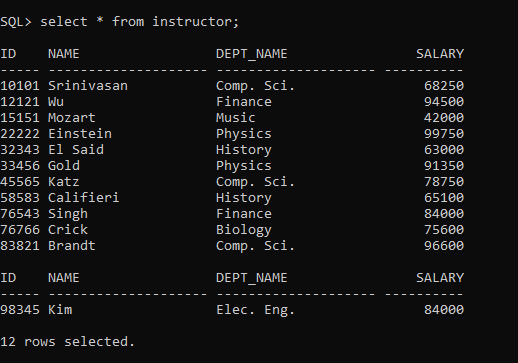 SQL> select * from instructor;
ID    NAME                 DEPT_NAME                SALARY
----- -------------------- -------------------- ----------
10101 Srinivasan           Comp. Sci.                68250
12121 Wu                   Finance                   94500
15151 Mozart               Music                     42000
22222 Einstein             Physics                   99750
32343 El Said              History                   63000
33456 Gold                 Physics                   91350
45565 Katz                 Comp. Sci.                78750
58583 Califieri            History                   65100
76543 Singh                Finance                   84000
76766 Crick                Biology                   75600
83821 Brandt               Comp. Sci.                96600
ID    NAME                 DEPT_NAME                SALARY
----- -------------------- -------------------- ----------
98345 Kim                  Elec. Eng.                84000
12 rows selected.